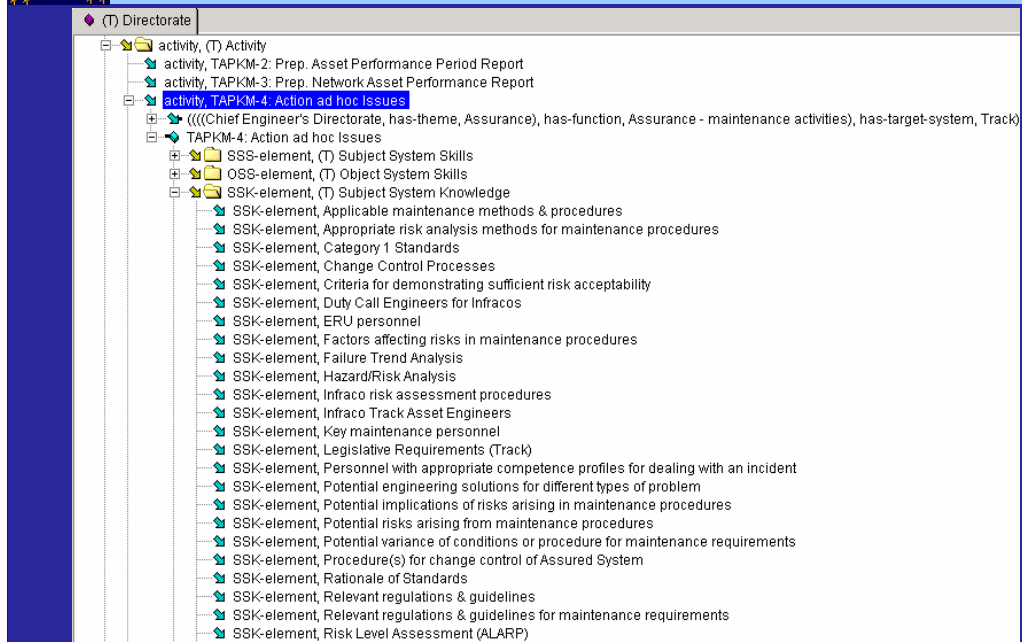 (T) Directorate
activity, (T) Activity
activity, TAPKM-2: Prep. Asset Performance Period Report
activity, TAPKM-3: Prep. Network Asset Performance Report
activity, TAPKM-4: Action ad hoc Issues
((((Chief Engineer's Directorate, has-theme, Assurance), has-function, Assurance - maintenance activities), has-target-system, Track)
TAPKM-4: Action ad hoc Issues
SSS-element, (T) Subject System Skills
OSS-element, (T) Object System Skills
SSK-element, (T) Subject System Knowledge
SSK-element, Applicable maintenance methods & procedures
SSK-element, Appropriate risk analysis methods for maintenance procedures
SSK-element, Category 1 Standards
SSK-element, Change Control Processes
SSK-element, Criteria for demonstrating sufficient risk acceptability
SSK-element, Duty Call Engineers for Infracos
SSK-element, ERU personnel
SSK-element, Factors affecting risks in maintenance procedures
SSK-element, Failure Trend Analysis
SSK-element, Hazard/Risk Analysis
SSK-element, Infraco risk assessment procedures
SSK-element, Infraco Track Asset Engineers
SSK-element, Key maintenance personnel
SSK-element, Legislative Requirements (Track)
SSK-element, Personnel with appropriate competence profiles for dealing with an incident
SSK-element, Potential engineering solutions for different types of problem
SSK-element, Potential implications of risks arising in maintenance procedures
SSK-element, Potential risks arising from maintenance procedures
SSK-element, Potential variance of conditions or procedure for maintenance requirements
SSK-element, Procedure(s) for change control of Assured System
SSK-element, Rationale of Standards
SSK-element, Relevant regulations & guidelines
SSK-element, Relevant regulations & guidelines for maintenance requirements
SSK-element, Risk Level Assessment (ALARP)